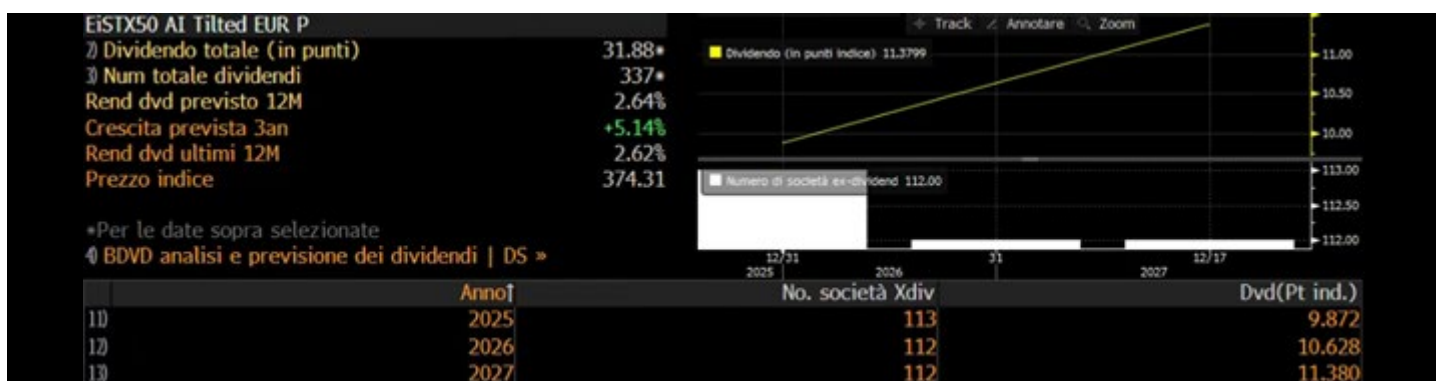 EiSTX50 AI Tilted EUR P
2) Dividendo totale (in punti) 31.88*
3) Num totale dividendi 337*
Rend dvd previsto 12M 2.64%
Crescita prevista 3an +5.14%
Rend dvd ultimi 12M 2.62%
Prezzo indice 374.31
*Per le date sopra selezionate
4) BDVD analisi e previsione dei dividendi | DS »
Track Annotare Zoom
Dividendo (in punti indice) 11.3799
11.00
10.50
10.00
Numero di società ex-dividend 112.00
113.00
112.50
112.00
12/31 31 12/17
2025 2026 2027
Anno↑ No. società Xdiv Dvd(Pt ind.)
11) 2025 113 9.872
12) 2026 112 10.628
13) 2027 112 11.380